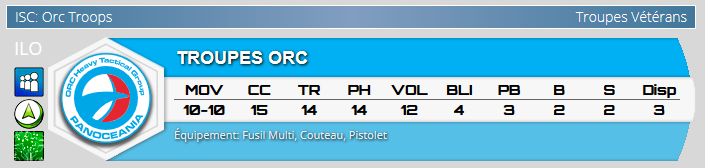 ISC: Orc Troops Troupes Vétérans
ILO
TROUPES ORC
ORC Heavy Tactical Group
PANOCEANIA
MOV CC TR PH VOL BLI PB B S Disp
10-10 15 14 14 12 4 3 2 2 3
Équipement: Fusil Multi, Couteau, Pistolet